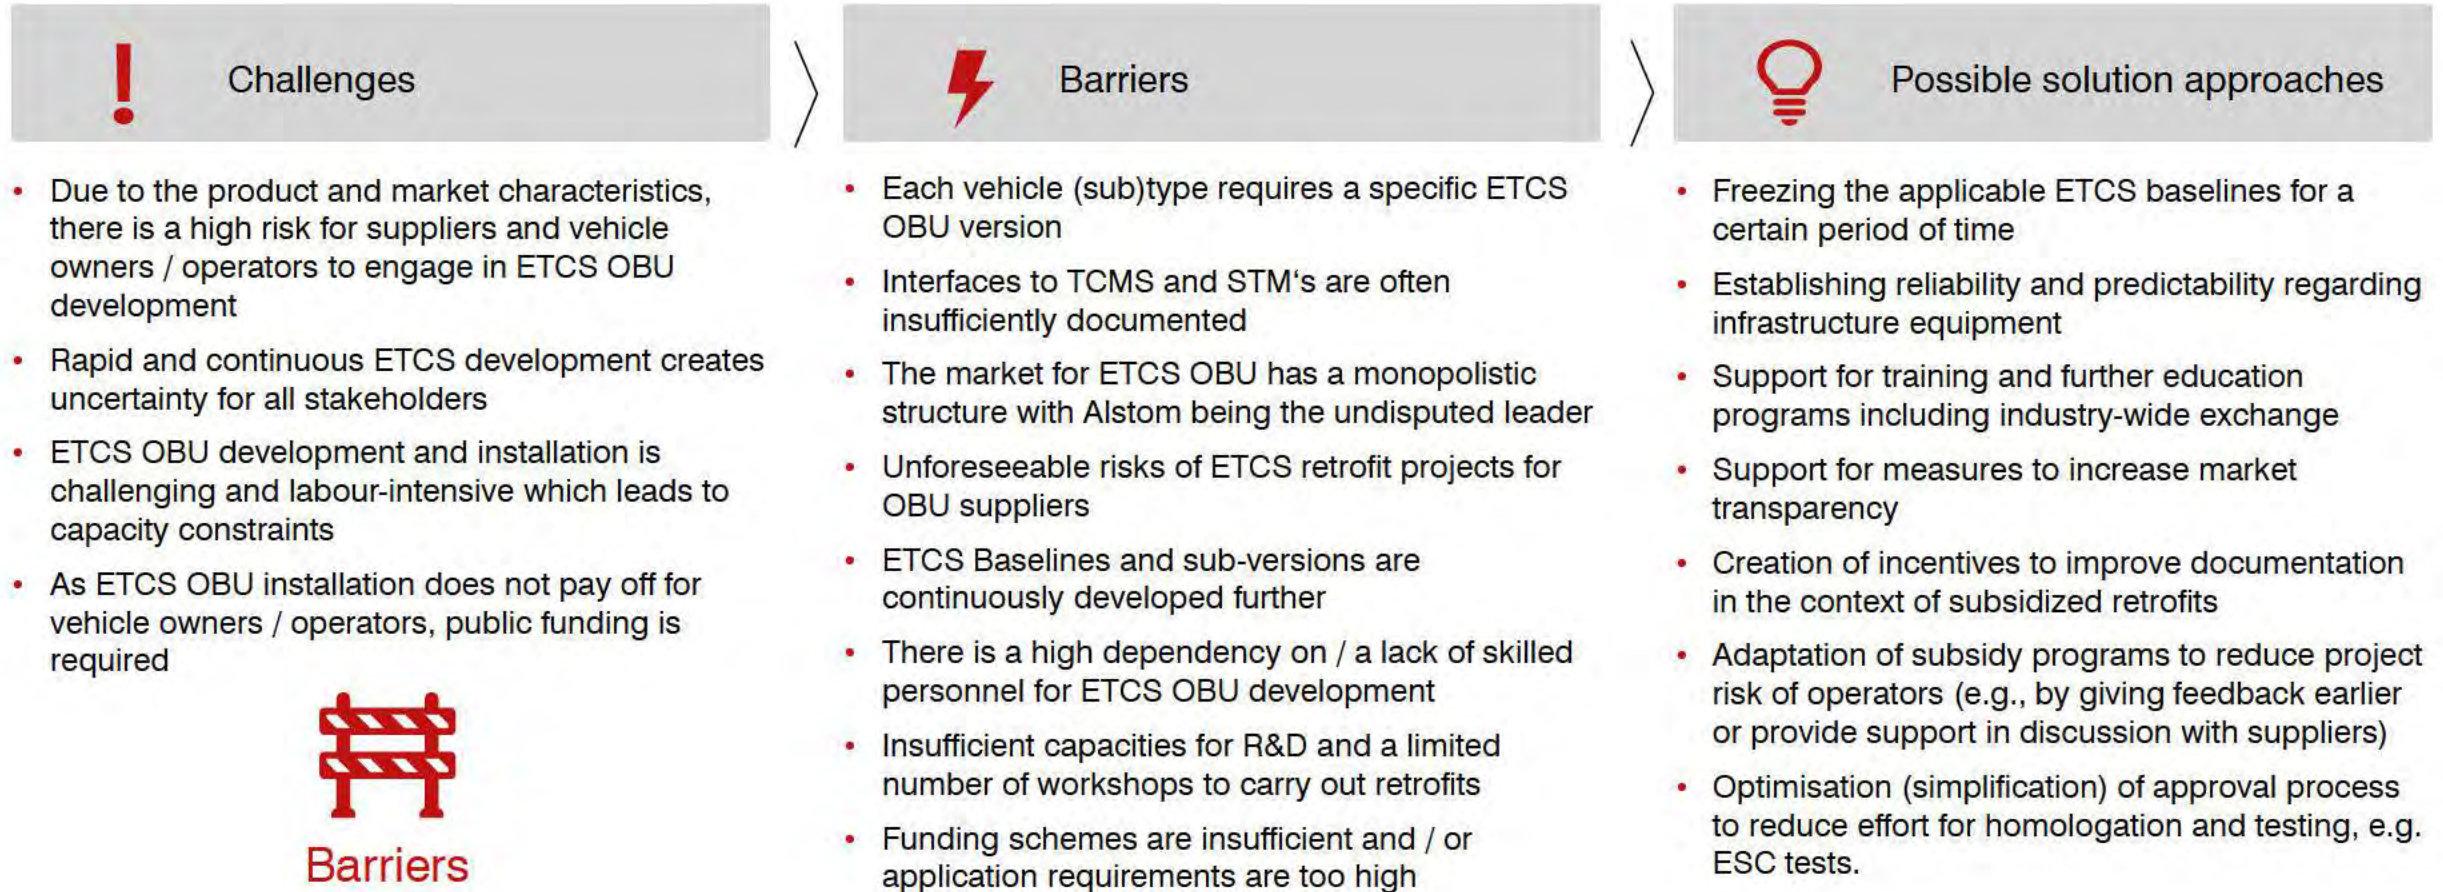 Challenges
• Due to the product and market characteristics,
there is a high risk for suppliers and vehicle
owners / operators to engage in ETCS OBU
development
• Rapid and continuous ETCS development creates
uncertainty for all stakeholders
• ETCS OBU development and installation is
challenging and labour-intensive which leads to
capacity constraints
• As ETCS OBU installation does not pay off for
vehicle owners / operators, public funding is
required
Barriers
Barriers
• Each vehicle (sub)type requires a specific ETCS
OBU version
• Interfaces to TCMS and STM‘s are often
insufficiently documented
• The market for ETCS OBU has a monopolistic
structure with Alstom being the undisputed leader
• Unforeseeable risks of ETCS retrofit projects for
OBU suppliers
• ETCS Baselines and sub-versions are
continuously developed further
• There is a high dependency on / a lack of skilled
personnel for ETCS OBU development
• Insufficient capacities for R&D and a limited
number of workshops to carry out retrofits
• Funding schemes are insufficient and / or
application requirements are too high
Possible solution approaches
• Freezing the applicable ETCS baselines for a
certain period of time
• Establishing reliability and predictability regarding
infrastructure equipment
• Support for training and further education
programs including industry-wide exchange
• Support for measures to increase market
transparency
• Creation of incentives to improve documentation
in the context of subsidized retrofits
• Adaptation of subsidy programs to reduce project
risk of operators (e.g., by giving feedback earlier
or provide support in discussion with suppliers)
• Optimisation (simplification) of approval process
to reduce effort for homologation and testing, e.g.
ESC tests.